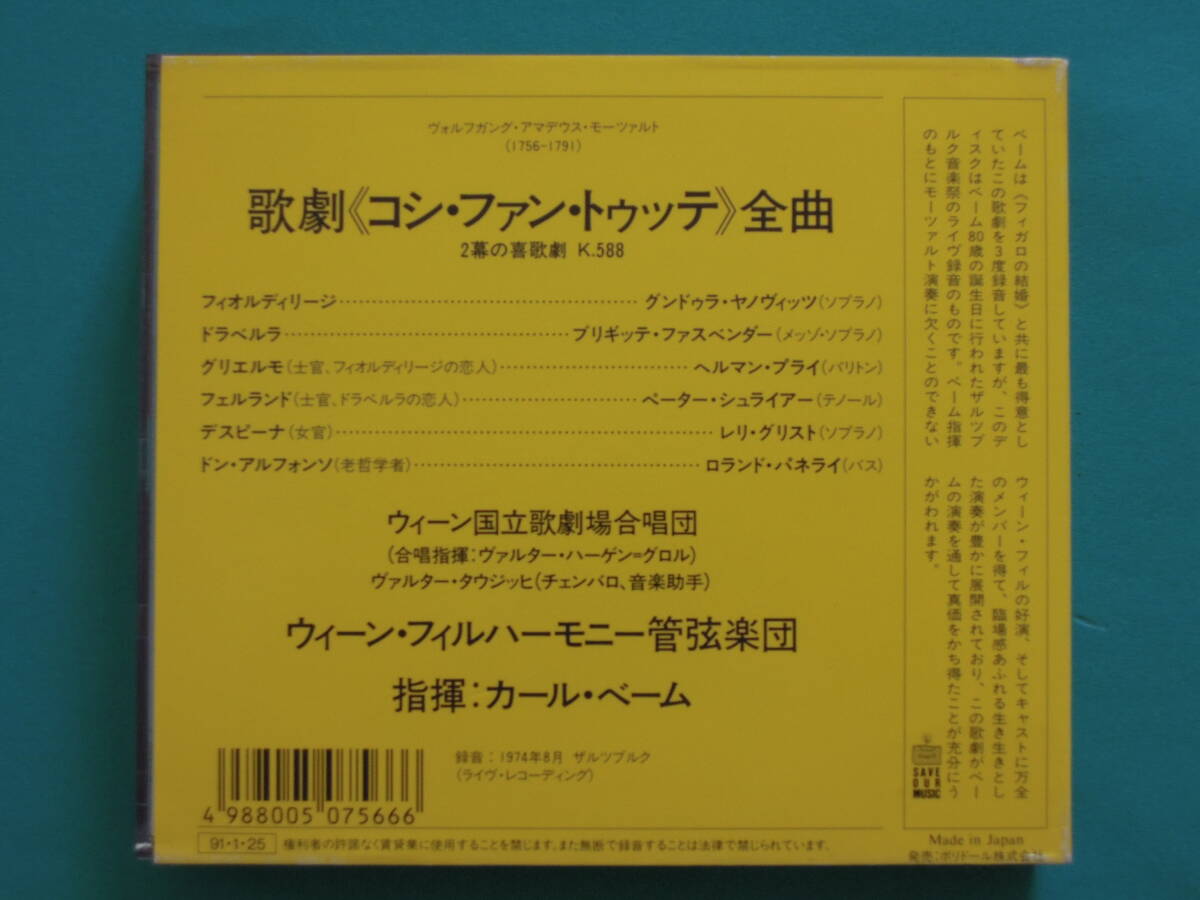 ヴォルフガング・アマデウス・モーツァルト
(1756-1791)
歌劇《コシ・ファン・トゥッテ》全曲
2幕の喜歌劇 K.588
フィオルディリージ……グンドゥラ・ヤノヴィッツ(ソプラノ)
ドラベルラ……ブリギッテ・ファスベンダー(メッゾ・ソプラノ)
グリエルモ(士官、フィオルディリージの恋人)……ヘルマン・プライ(バリトン)
フェルランド(士官、ドラベルラの恋人)……ペーター・シュライアー(テノール)
デスピーナ(女官)……レリ・グリスト(ソプラノ)
ドン・アルフォンソ(老哲学者)……ロランド・パネライ(バス)
ウィーン国立歌劇場合唱団
(合唱指揮:ヴァルター・ハーゲン=グロル)
ヴァルター・タウジッヒ(チェンバロ、音楽助手)
ウィーン・フィルハーモニー管弦楽団
指揮:カール・ベーム
録音:1974年8月 ザルツブルク
(ライヴ・レコーディング)
4 988005 075666
91・1・25
権利者の許諾なく賃貸業に使用することを禁じます。また無断で録音することは法律で禁じられています。
ベームは《フィガロの結婚》と共に最も得意とし
ていたこの歌劇を3度録音していますが、このデ
ィスクはベーム80歳の誕生日に行われたザルツブ
ルク音楽祭のライヴ録音のものです。ベーム指揮
のもとにモーツァルト演奏に欠くことのできない
ウィーン・フィルの好演、そしてキャストに万全
のメンバーを得て、臨場感あふれる生き生きとし
た演奏が豊かに展開されており、この歌劇がベー
ムの演奏を通して真価をかち得たことが充分にう
かがわれます。
SAVE
OUR
MUSIC
Made in Japan
発売:ポリドール株式会社